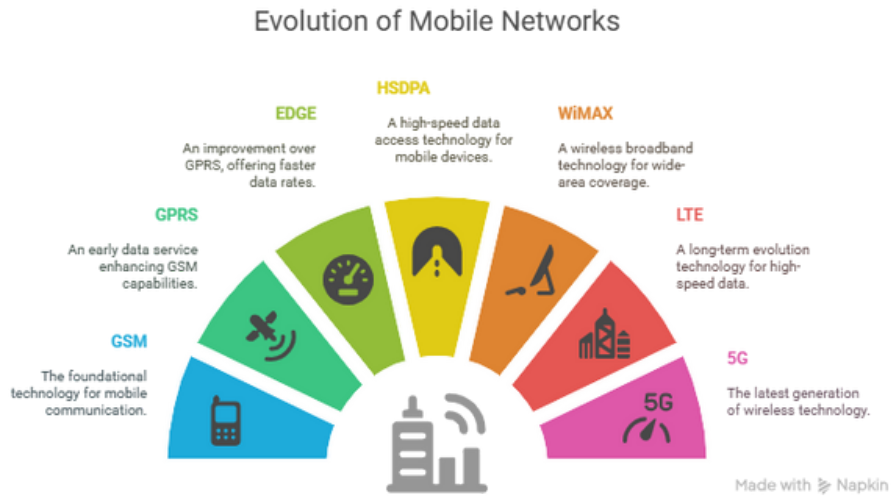 Evolution of Mobile Networks
HSDPA
A high-speed data
access technology for
mobile devices.
EDGE
An improvement over
GPRS, offering faster
data rates.
WiMAX
A wireless broadband
technology for wide-
area coverage.
GPRS
An early data service
enhancing GSM
capabilities.
LTE
A long-term evolution
technology for high-
speed data.
GSM
The foundational
technology for mobile
communication.
5G
The latest generation
of wireless technology.
5G
Made with Napkin